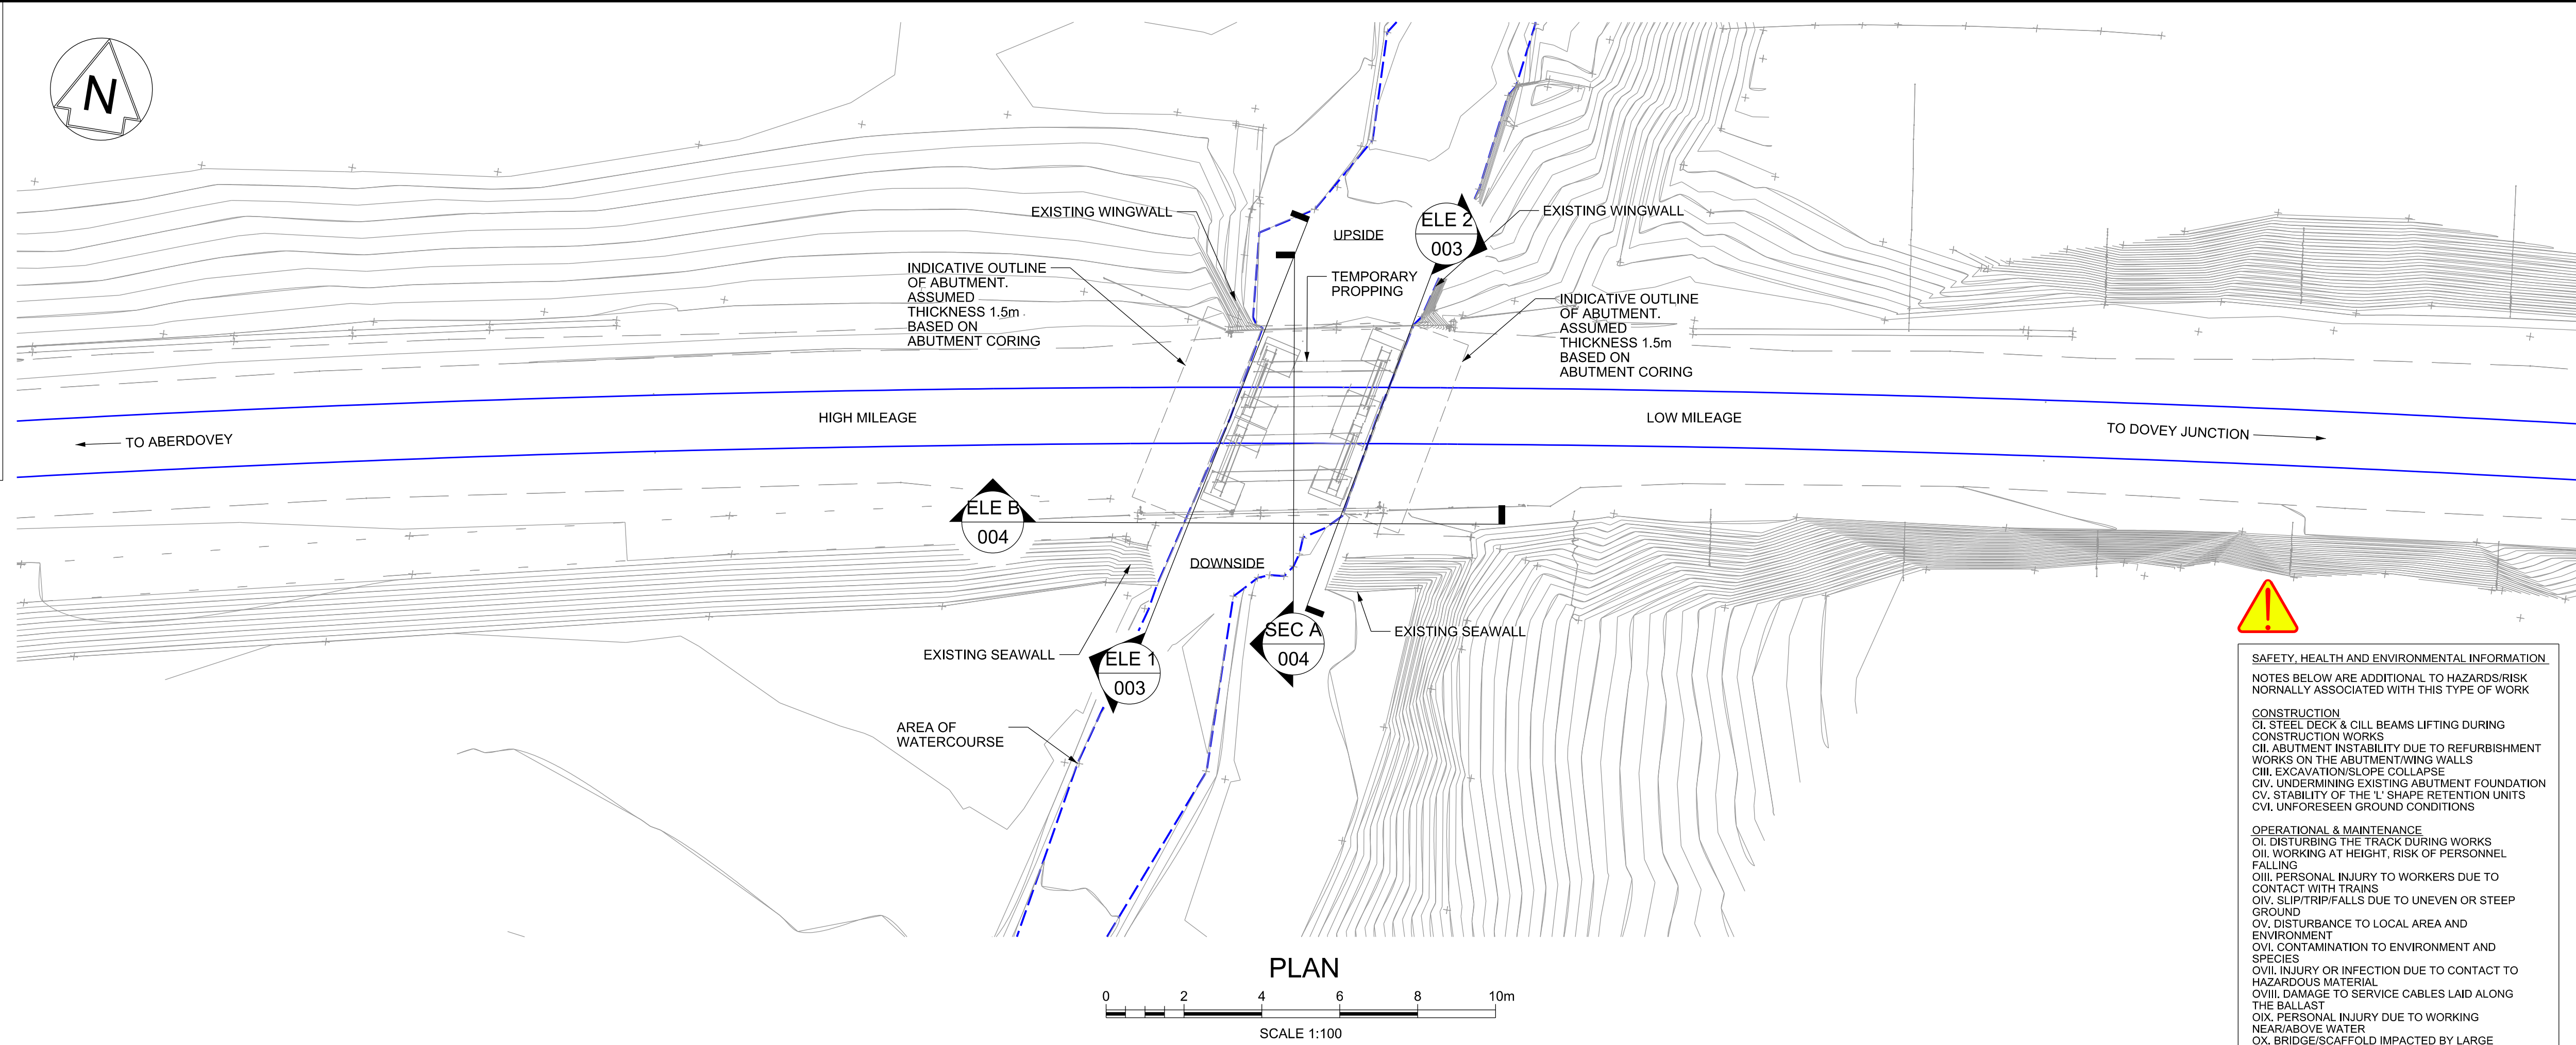 N
EXISTING WINGWALL
UPSIDE
ELE 2
003
EXISTING WINGWALL
INDICATIVE OUTLINE
OF ABUTMENT.
ASSUMED
THICKNESS 1.5m
BASED ON
ABUTMENT CORING
TEMPORARY
PROPPING
INDICATIVE OUTLINE
OF ABUTMENT.
ASSUMED
THICKNESS 1.5m
BASED ON
ABUTMENT CORING
TO ABERDOVEY
HIGH MILEAGE
LOW MILEAGE
TO DOVEY JUNCTION
ELE B
004
DOWNSIDE
EXISTING SEAWALL
ELE 1
003
SEC A
004
EXISTING SEAWALL
AREA OF
WATERCOURSE
PLAN
0 2 4 6 8 10m
SCALE 1:100
SAFETY, HEALTH AND ENVIRONMENTAL INFORMATION
NOTES BELOW ARE ADDITIONAL TO HAZARDS/RISK
NORNALLY ASSOCIATED WITH THIS TYPE OF WORK
CONSTRUCTION
CI. STEEL DECK & CILL BEAMS LIFTING DURING
CONSTRUCTION WORKS
CII. ABUTMENT INSTABILITY DUE TO REFURBISHMENT
WORKS ON THE ABUTMENT/WING WALLS
CIII. EXCAVATION/SLOPE COLLAPSE
CIV. UNDERMINING EXISTING ABUTMENT FOUNDATION
CV. STABILITY OF THE 'L' SHAPE RETENTION UNITS
CVI. UNFORESEEN GROUND CONDITIONS
OPERATIONAL & MAINTENANCE
OI. DISTURBING THE TRACK DURING WORKS
OII. WORKING AT HEIGHT, RISK OF PERSONNEL
FALLING
OIII. PERSONAL INJURY TO WORKERS DUE TO
CONTACT WITH TRAINS
OIV. SLIP/TRIP/FALLS DUE TO UNEVEN OR STEEP
GROUND
OV. DISTURBANCE TO LOCAL AREA AND
ENVIRONMENT
OVI. CONTAMINATION TO ENVIRONMENT AND
SPECIES
OVII. INJURY OR INFECTION DUE TO CONTACT TO
HAZARDOUS MATERIAL
OVIII. DAMAGE TO SERVICE CABLES LAID ALONG
THE BALLAST
OIX. PERSONAL INJURY DUE TO WORKING
NEAR/ABOVE WATER
OX. BRIDGE/SCAFFOLD IMPACTED BY LARGE